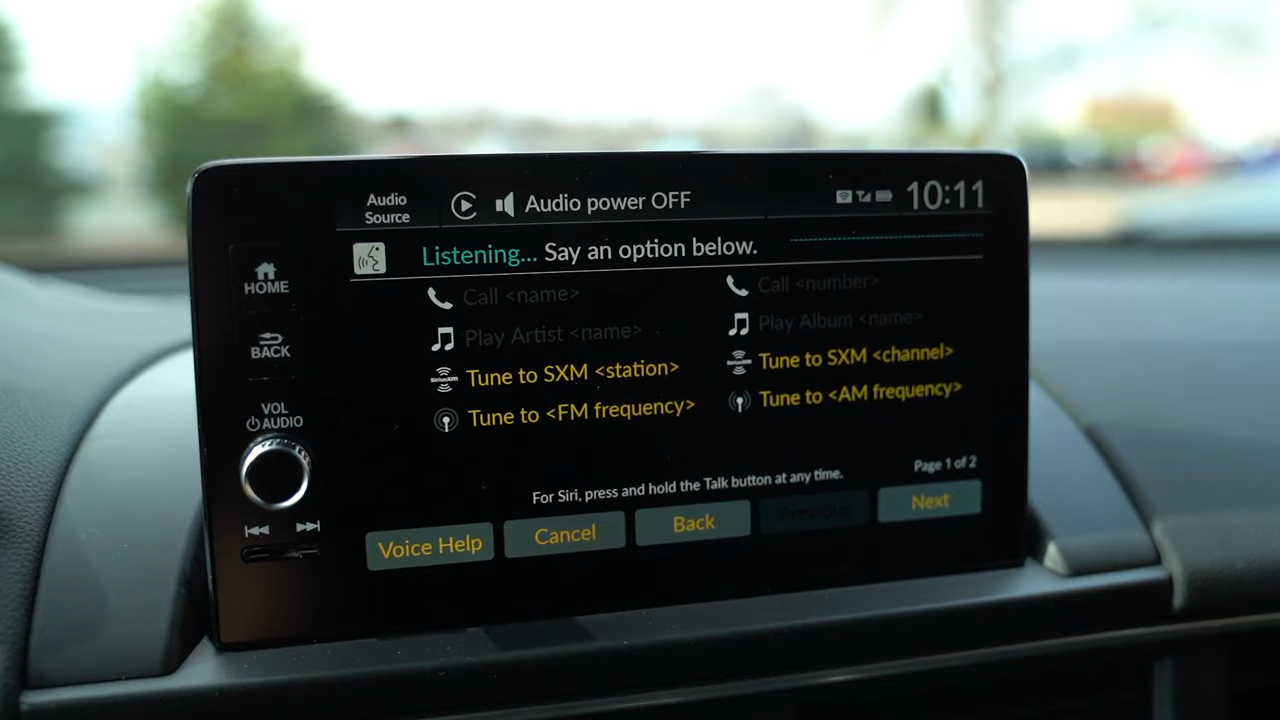 Audio
Source
Audio power OFF
10:11
Listening... Say an option below.
HOME
BACK
VOL
AUDIO
Call <name>
Call <number>
Play Artist <name>
Play Album <name>
SiriusXM
Tune to SXM <station>
SiriusXM
Tune to SXM <channel>
Tune to <FM frequency>
Tune to <AM frequency>
Page 1 of 2
For Siri, press and hold the Talk button at any time.
Voice Help
Cancel
Back
Previous
Next